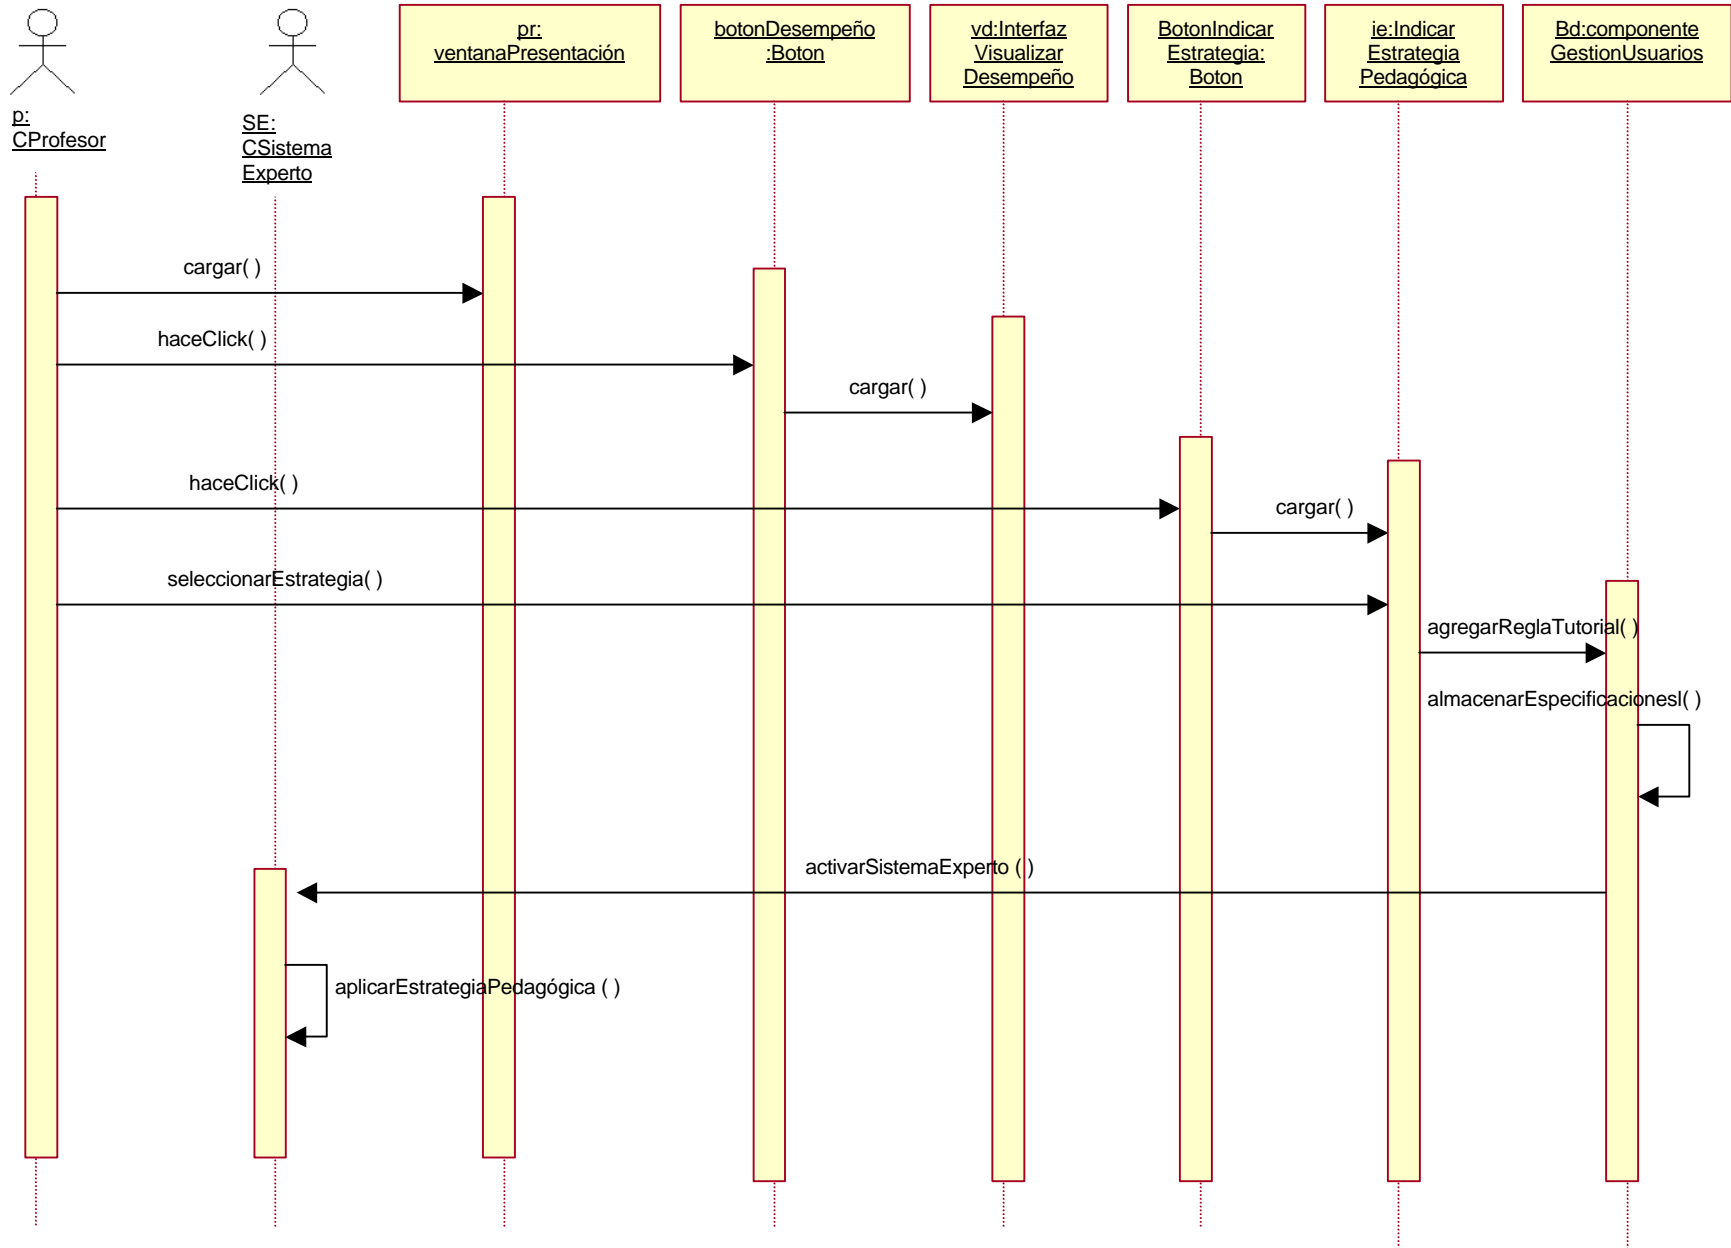 p:
CProfesor
SE:
CSistema
Experto
pr:
ventanaPresentación
botonDesempeño
:Boton
vd:Interfaz
Visualizar
Desempeño
BotonIndicar
Estrategia:
Boton
ie:Indicar
Estrategia
Pedagógica
Bd:componente
GestionUsuarios
cargar( )
haceClick( )
cargar( )
haceClick( )
cargar( )
seleccionarEstrategia( )
agregarReglaTutorial( )
almacenarEspecificacionesl( )
activarSistemaExperto ( )
aplicarEstrategiaPedagógica ( )